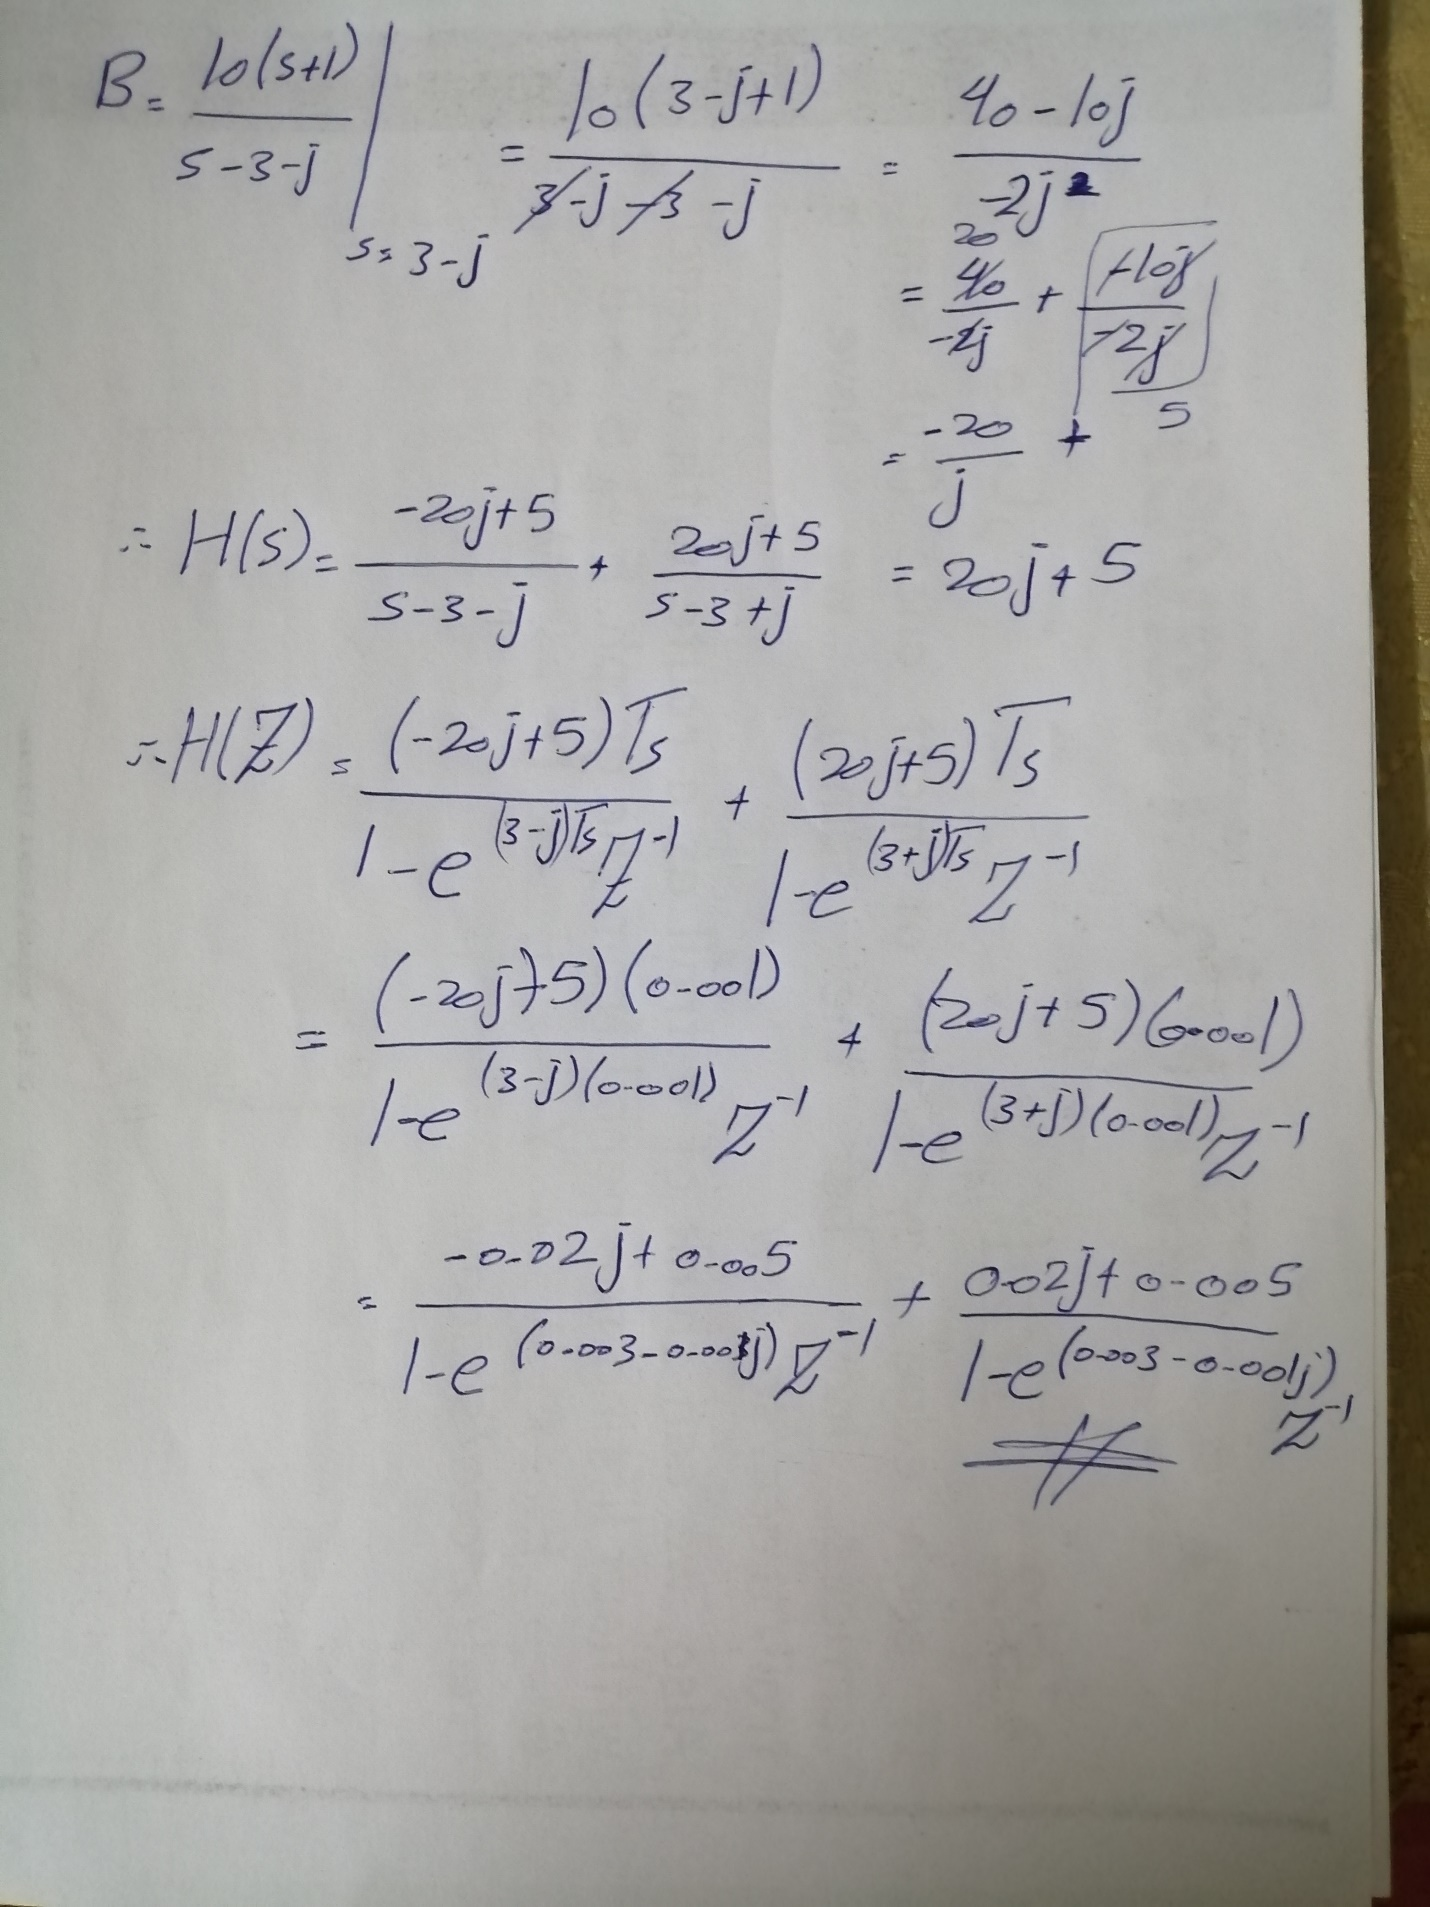 B = 10(s+1) / (s-3-j) | s=3-j = 10(3-j+1) / (3-j-3-j) = (40-10j) / (-2j)
= 40 20 / -2j + -10j / -2j 5
= -20 / j +
∴ H(s) = (-20j+5) / (s-3-j) + (20j+5) / (s-3+j) = 20j+5
∴ H(Z) = (-20j+5)Ts / (1-e^(3-j)Ts Z^-1) + (20j+5)Ts / (1-e^(3+j)Ts Z^-1)
= (-20j+5)(0.001) / (1-e^(3-j)(0.001) Z^-1) + (20j+5)(0.001) / (1-e^(3+j)(0.001) Z^-1)
= (-0.02j+0.005) / (1-e^(0.003-0.001j) Z^-1) + (0.02j+0.005) / (1-e^(0.003-0.001j) Z^-1)